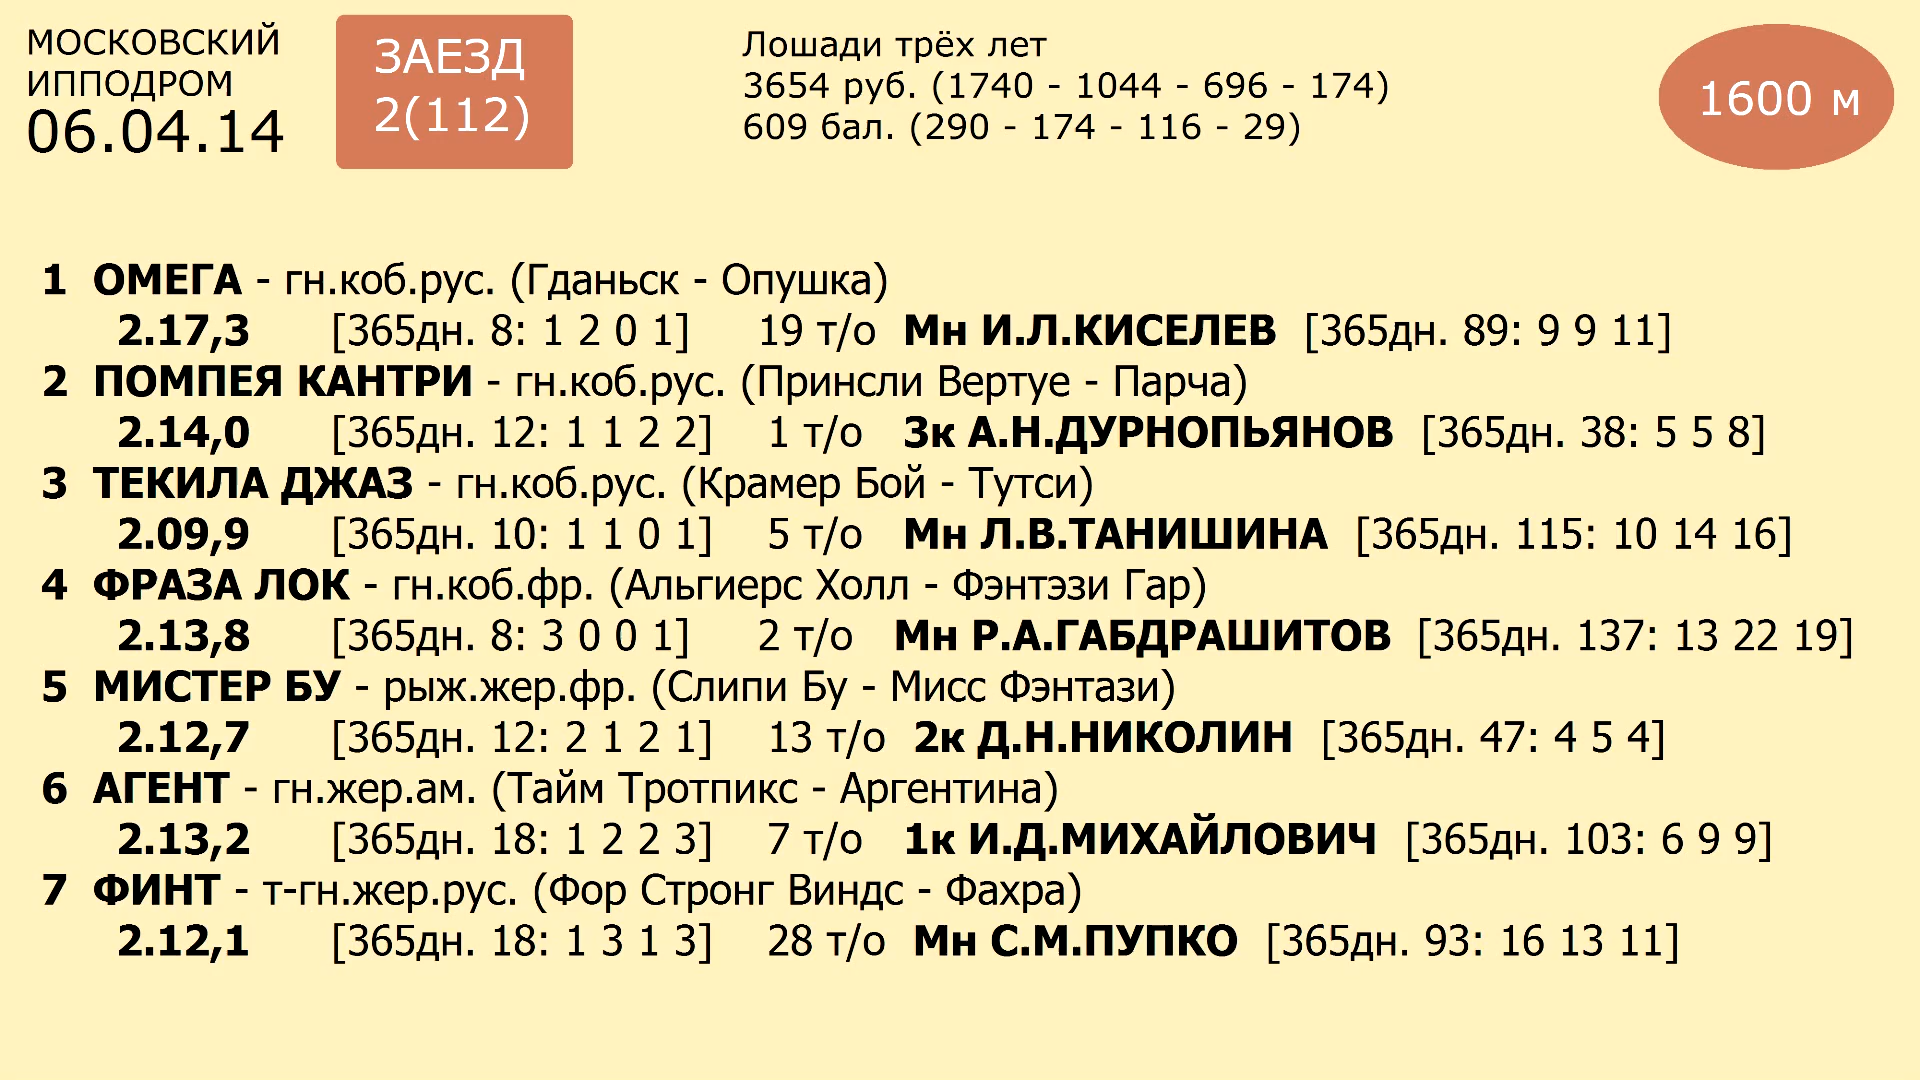 МОСКОВСКИЙ
ИППОДРОМ
06.04.14
ЗАЕЗД
2(112)
Лошади трёх лет
3654 руб. (1740 - 1044 - 696 - 174)
609 бал. (290 - 174 - 116 - 29)
1600 м
1 ОМЕГА - гн.коб.рус. (Гданьск - Опушка)
2.17,3 [365дн. 8: 1 2 0 1] 19 т/о Мн И.Л.КИСЕЛЕВ [365дн. 89: 9 9 11]
2 ПОМПЕЯ КАНТРИ - гн.коб.рус. (Принсли Вертуе - Парча)
2.14,0 [365дн. 12: 1 1 2 2] 1 т/о 3к А.Н.ДУРНОПЬЯНОВ [365дн. 38: 5 5 8]
3 ТЕКИЛА ДЖАЗ - гн.коб.рус. (Крамер Бой - Тутси)
2.09,9 [365дн. 10: 1 1 0 1] 5 т/о Мн Л.В.ТАНИШИНА [365дн. 115: 10 14 16]
4 ФРАЗА ЛОК - гн.коб.фр. (Альгиерс Холл - Фэнтэзи Гар)
2.13,8 [365дн. 8: 3 0 0 1] 2 т/о Мн Р.А.ГАБДРАШИТОВ [365дн. 137: 13 22 19]
5 МИСТЕР БУ - рыж.жер.фр. (Слипи Бу - Мисс Фэнтази)
2.12,7 [365дн. 12: 2 1 2 1] 13 т/о 2к Д.Н.НИКОЛИН [365дн. 47: 4 5 4]
6 АГЕНТ - гн.жер.ам. (Тайм Тротпикс - Аргентина)
2.13,2 [365дн. 18: 1 2 2 3] 7 т/о 1к И.Д.МИХАЙЛОВИЧ [365дн. 103: 6 9 9]
7 ФИНТ - т-гн.жер.рус. (Фор Стронг Виндс - Фахра)
2.12,1 [365дн. 18: 1 3 1 3] 28 т/о Мн С.М.ПУПКО [365дн. 93: 16 13 11]